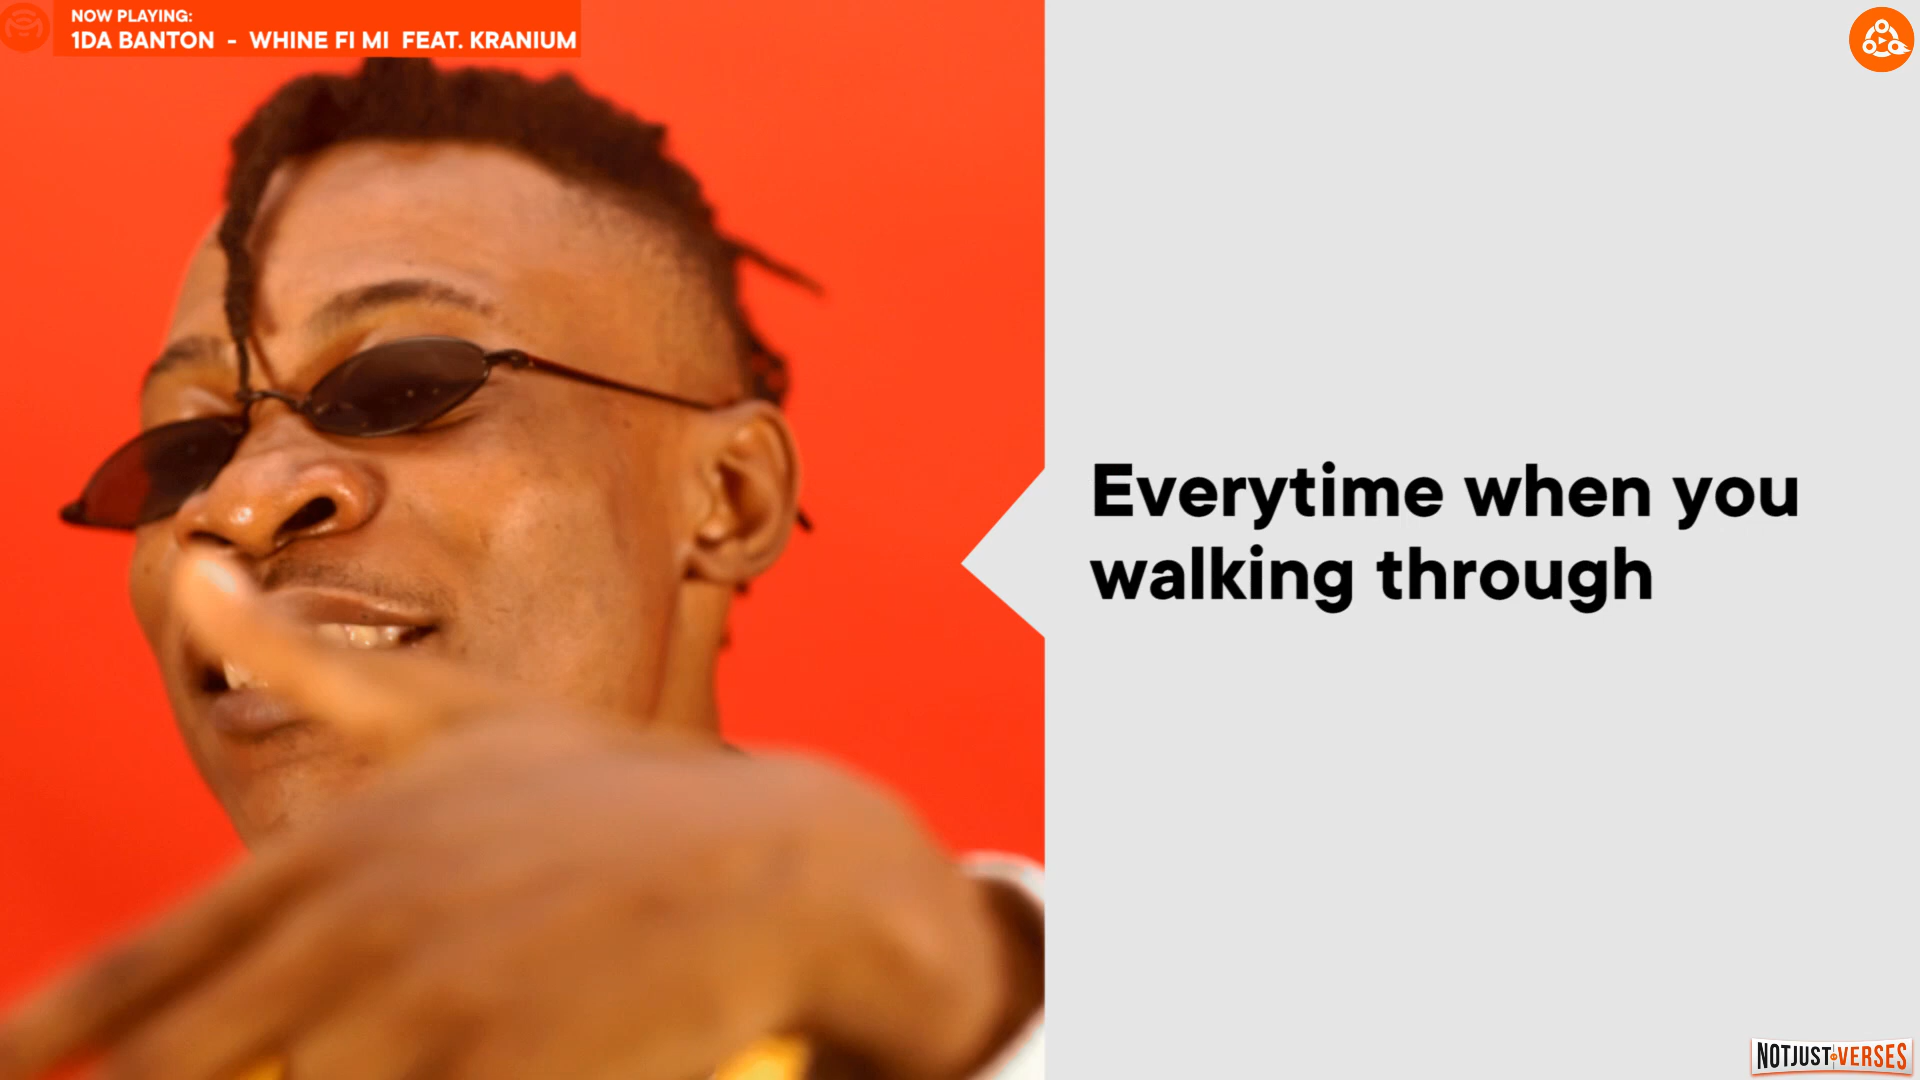 NOW PLAYING:
1DA BANTON - WHINE FI MI FEAT. KRANIUM
Everytime when you
walking through
NOTJUST VERSES